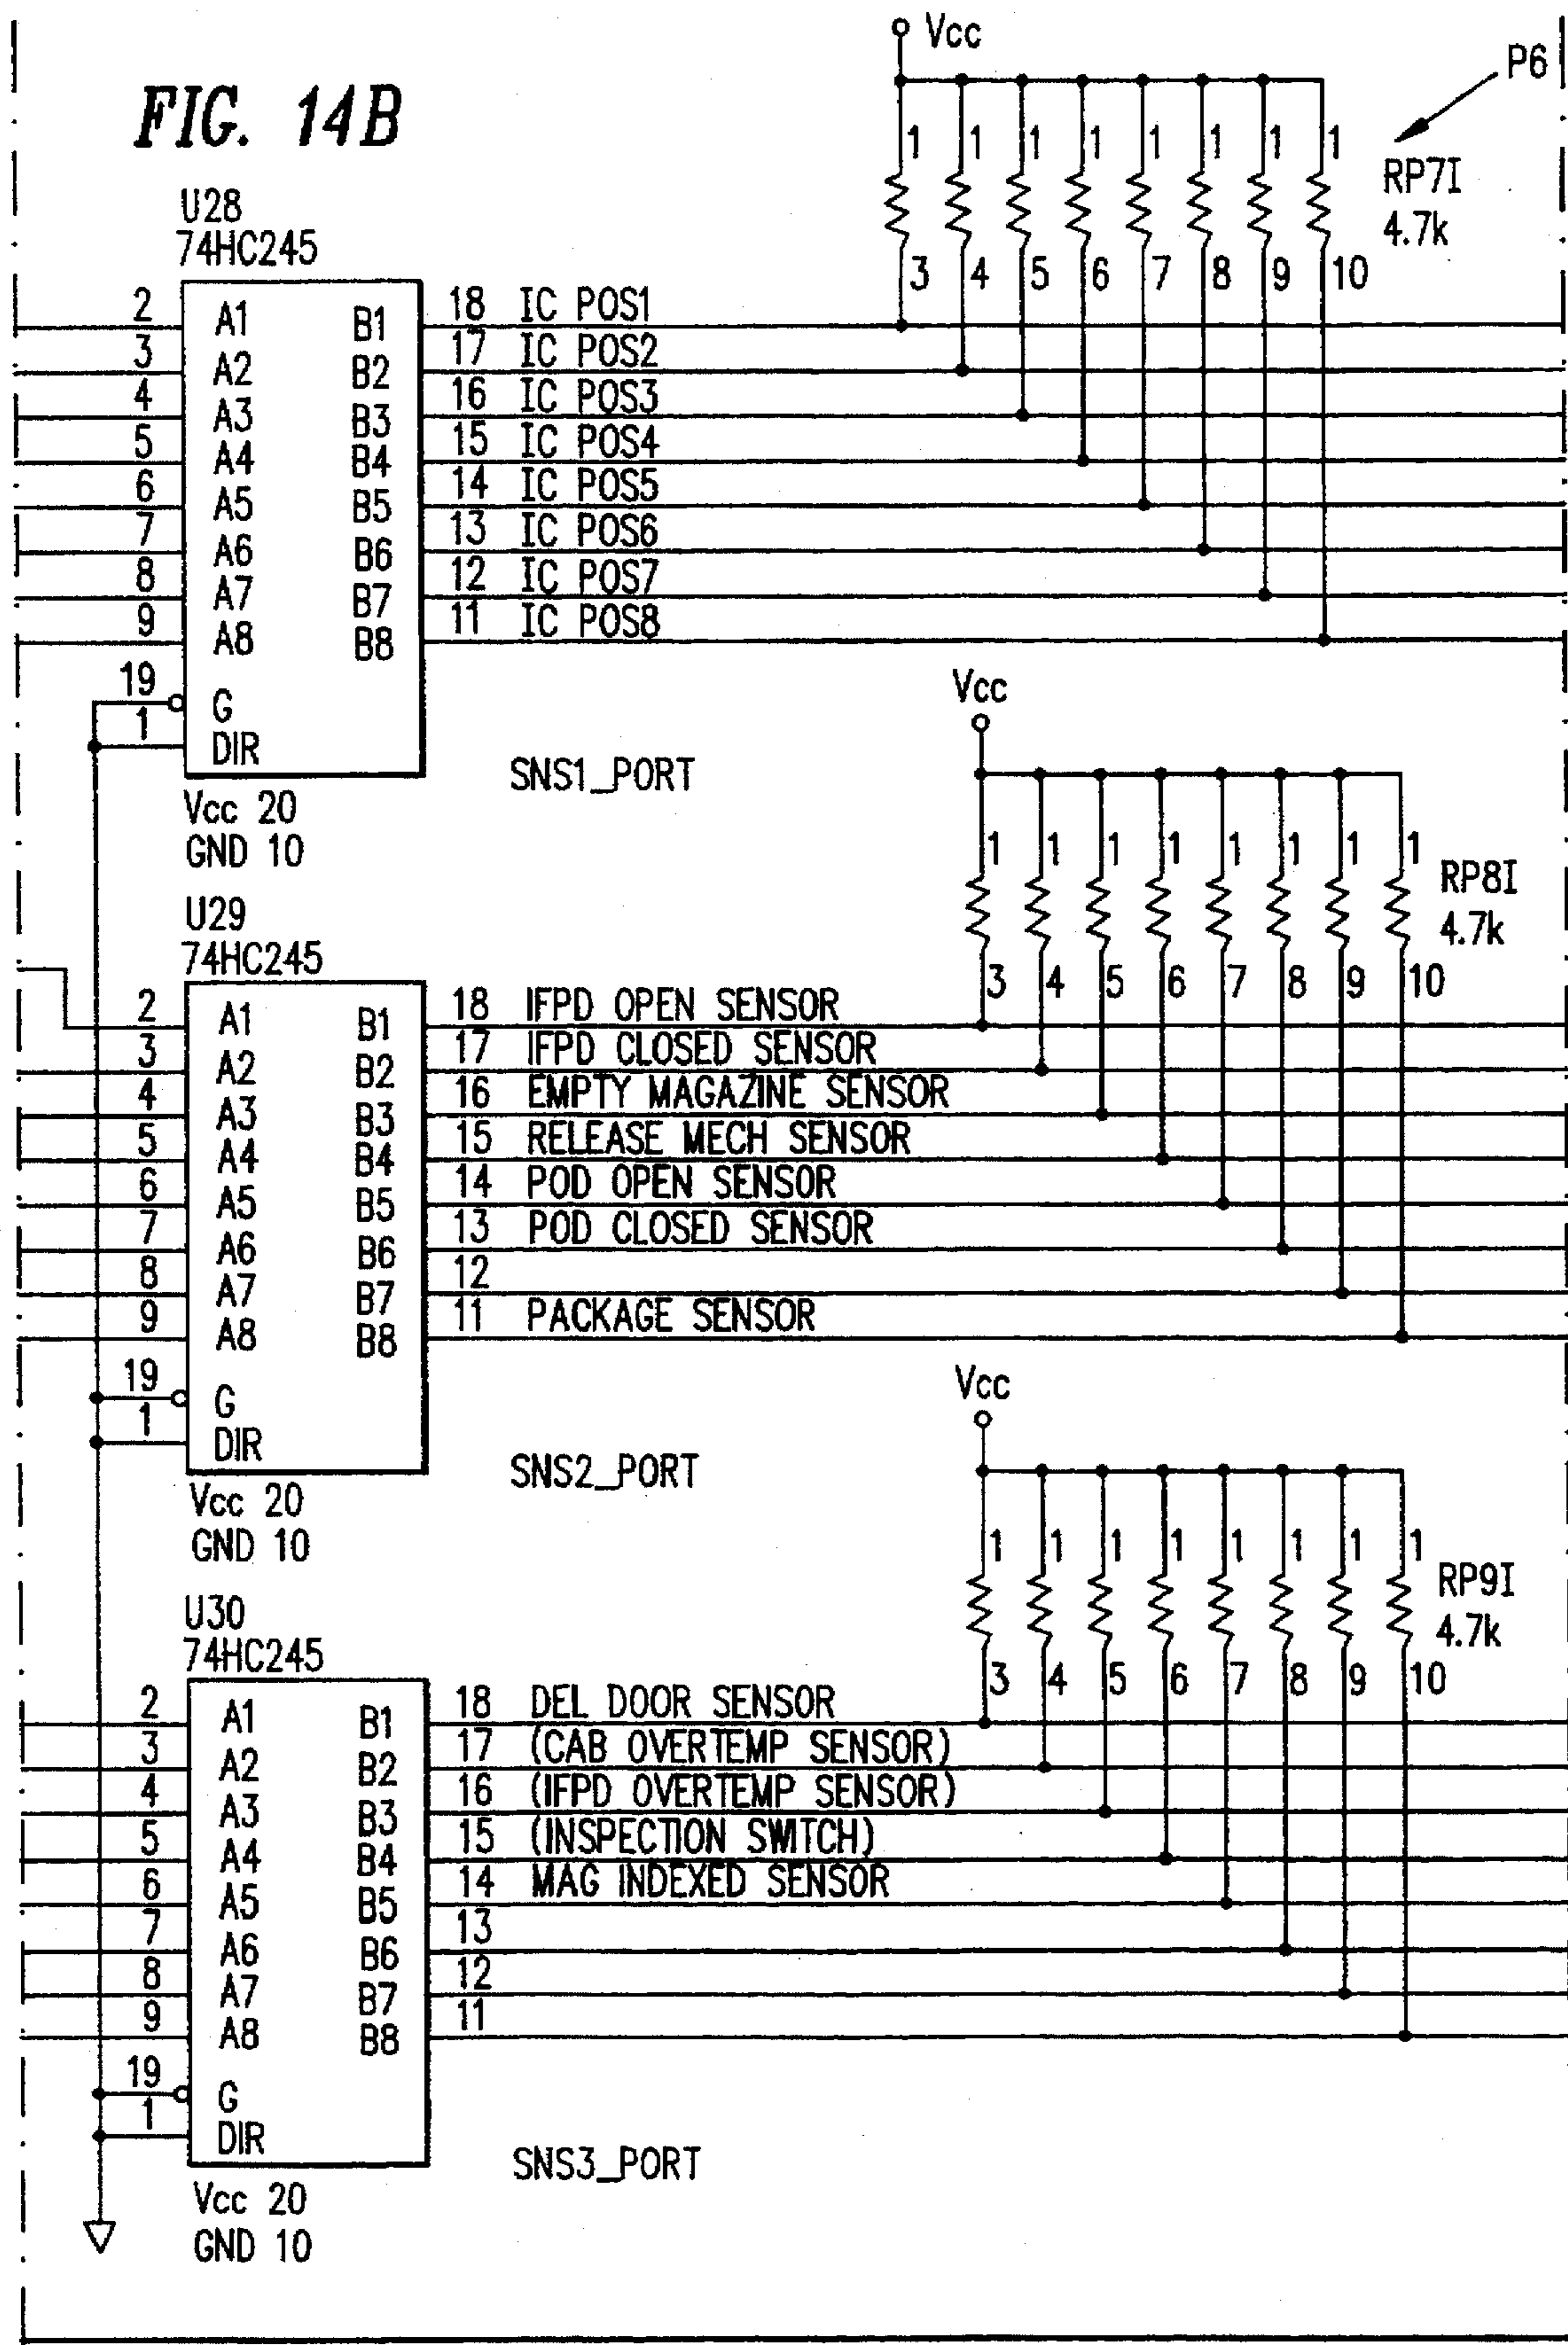 FIG. 14B
Vcc
P6
1 1 1 1 1 1 1 1
RP7I
4.7k
3 4 5 6 7 8 9 10
U28
74HC245
2 A1 B1 18 IC POS1
3 A2 B2 17 IC POS2
4 A3 B3 16 IC POS3
5 A4 B4 15 IC POS4
6 A5 B5 14 IC POS5
7 A6 B6 13 IC POS6
8 A7 B7 12 IC POS7
9 A8 B8 11 IC POS8
19 G
1 DIR
SNS1_PORT
Vcc 20
GND 10
Vcc
1 1 1 1 1 1 1 1
RP8I
4.7k
3 4 5 6 7 8 9 10
U29
74HC245
2 A1 B1 18 IFPD OPEN SENSOR
3 A2 B2 17 IFPD CLOSED SENSOR
4 A3 B3 16 EMPTY MAGAZINE SENSOR
5 A4 B4 15 RELEASE MECH SENSOR
6 A5 B5 14 POD OPEN SENSOR
7 A6 B6 13 POD CLOSED SENSOR
8 A7 B7 12
9 A8 B8 11 PACKAGE SENSOR
19 G
1 DIR
SNS2_PORT
Vcc 20
GND 10
Vcc
1 1 1 1 1 1 1 1
RP9I
4.7k
3 4 5 6 7 8 9 10
U30
74HC245
2 A1 B1 18 DEL DOOR SENSOR
3 A2 B2 17 (CAB OVERTEMP SENSOR)
4 A3 B3 16 (IFPD OVERTEMP SENSOR)
5 A4 B4 15 (INSPECTION SWITCH)
6 A5 B5 14 MAG INDEXED SENSOR
7 A6 B6 13
8 A7 B7 12
9 A8 B8 11
19 G
1 DIR
SNS3_PORT
Vcc 20
GND 10